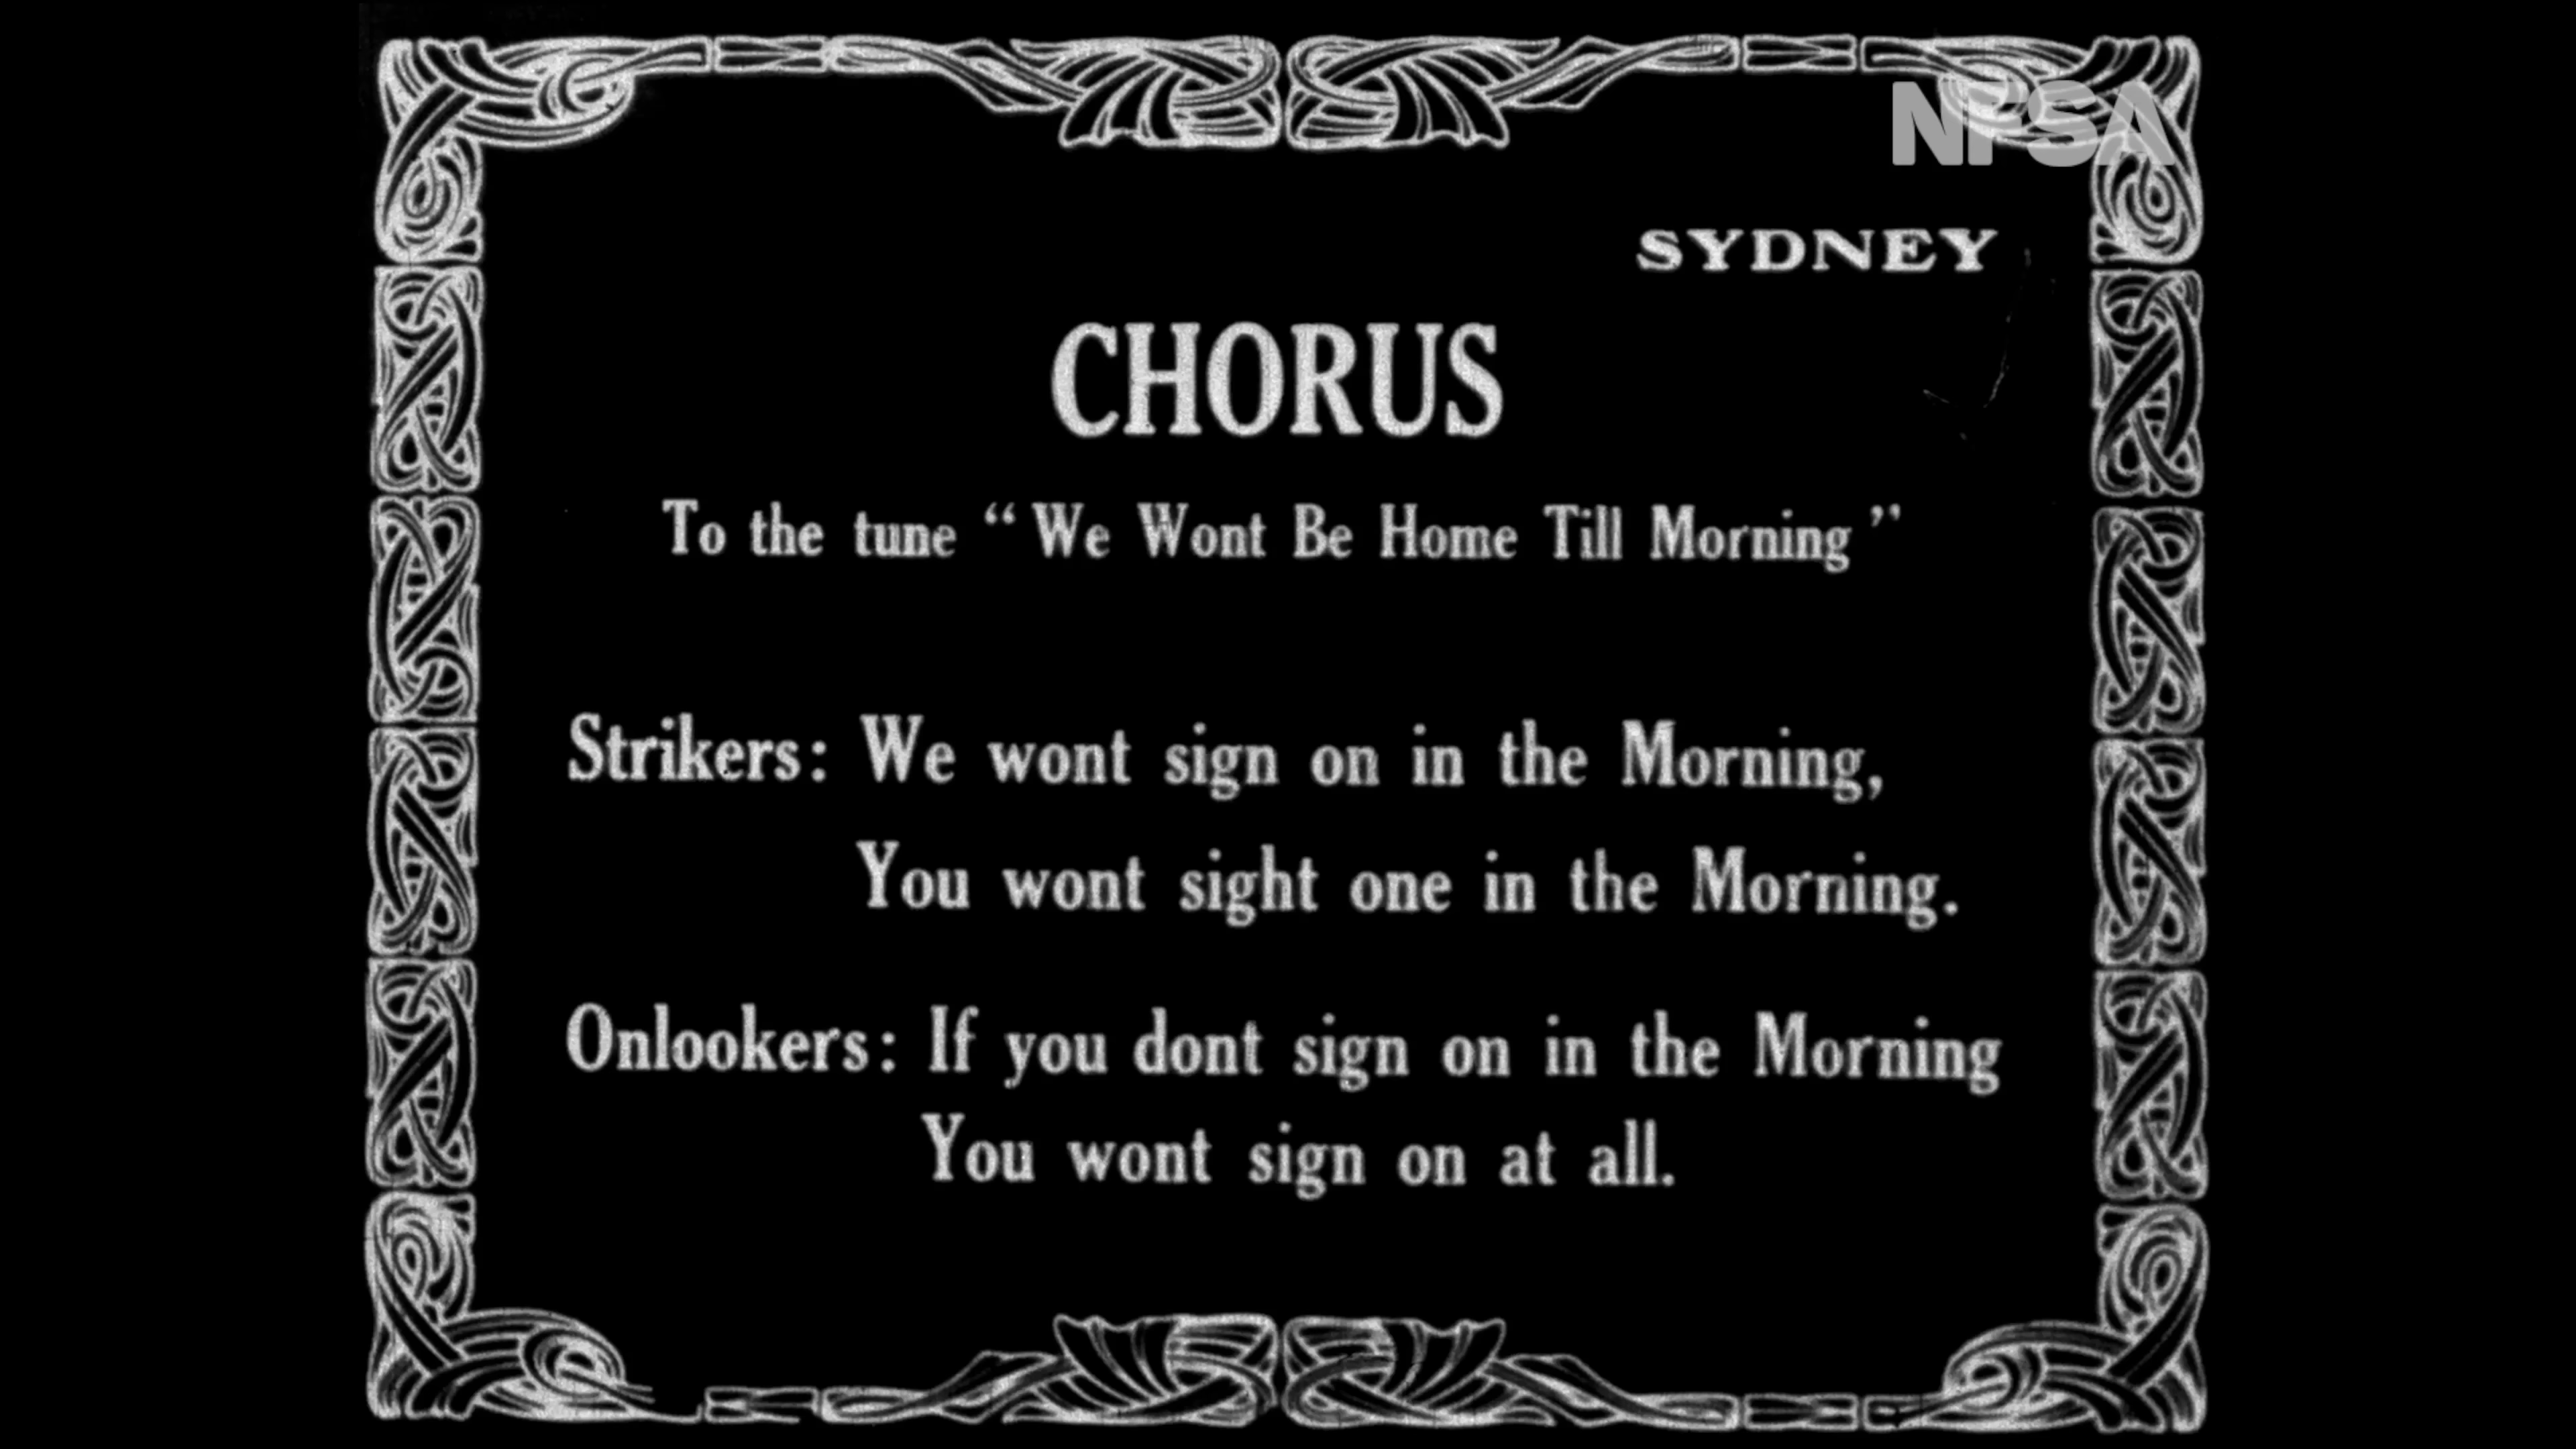 NFSA
SYDNEY
CHORUS
To the tune “We Wont Be Home Till Morning”
Strikers: We wont sign on in the Morning,
You wont sight one in the Morning.
Onlookers: If you dont sign on in the Morning
You wont sign on at all.